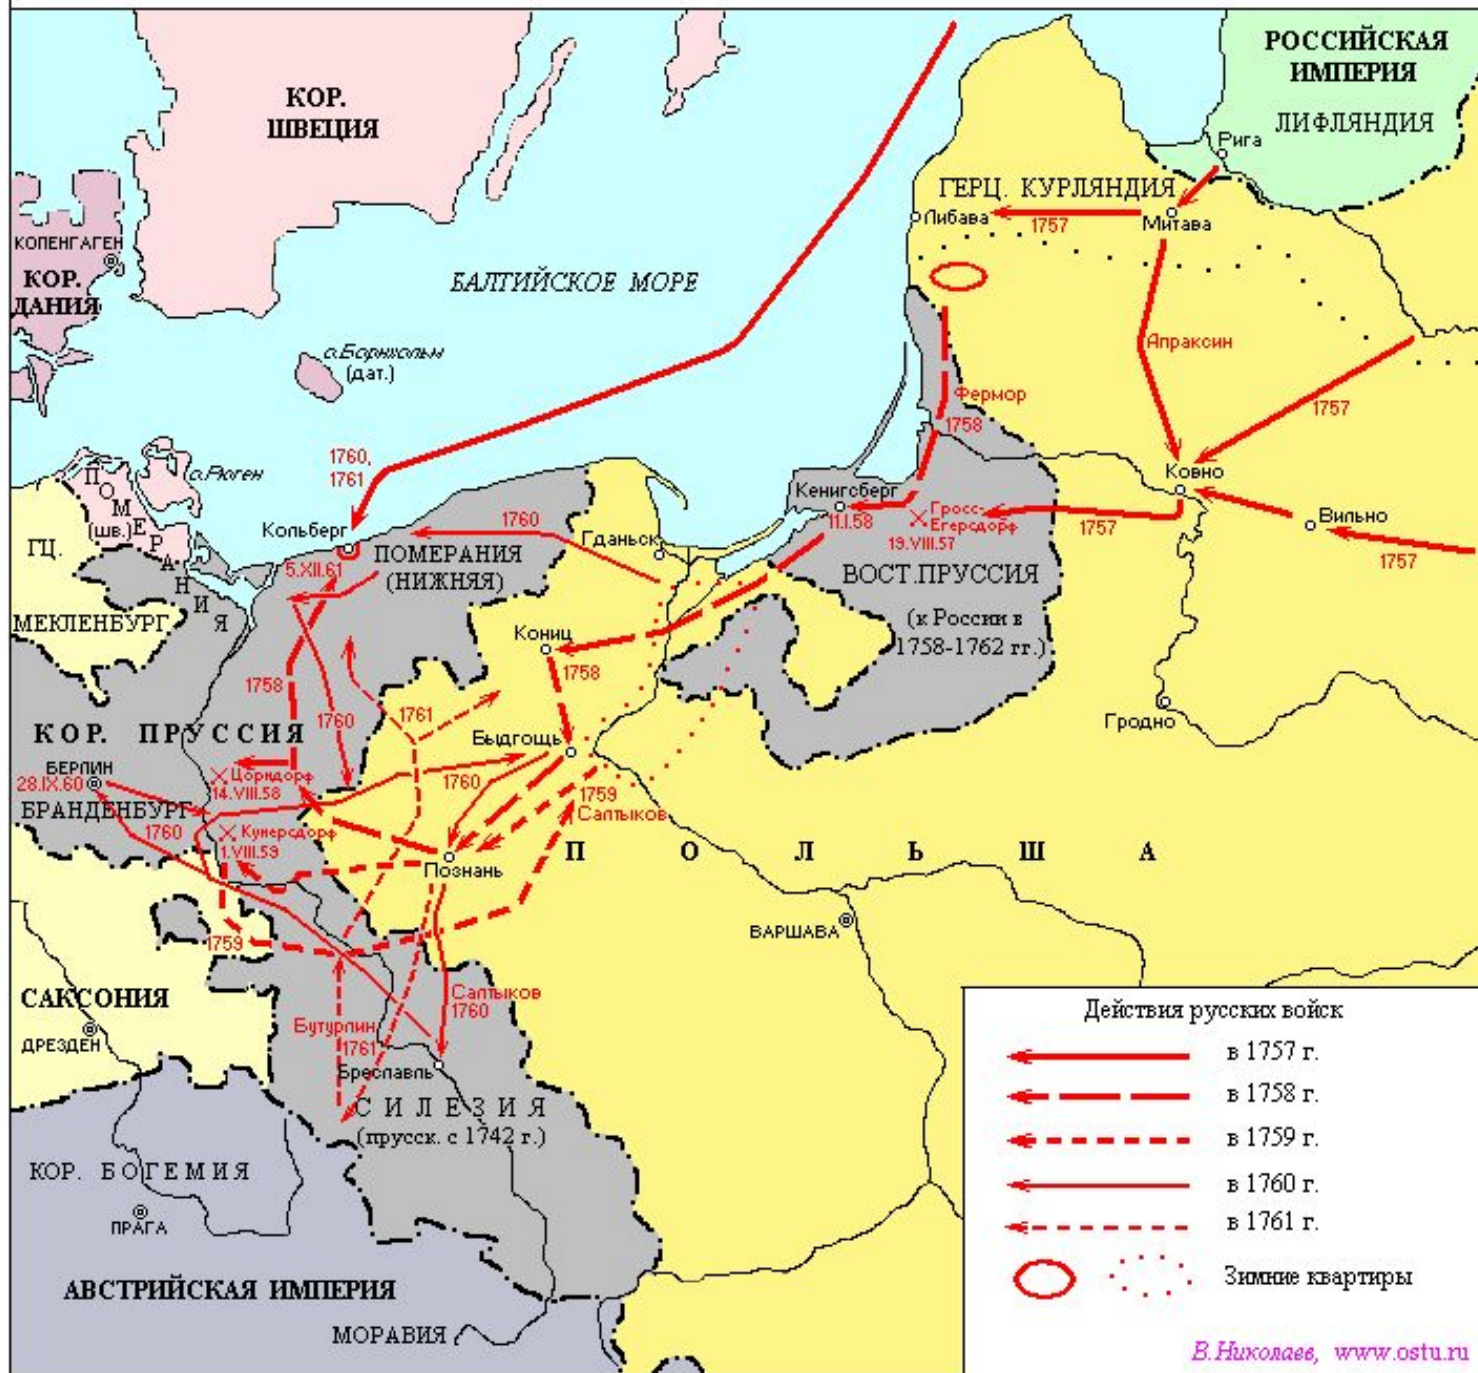 РОССИЙСКАЯ
ИМПЕРИЯ
ЛИФЛЯНДИЯ
Рига
КОР.
ШВЕЦИЯ
ГЕРЦ. КУРЛЯНДИЯ
Либава
1757
Митава
КОПЕНГАГЕН
КОР.
ДАНИЯ
БАЛТИЙСКОЕ МОРЕ
о.Борнхольм
(дат.)
Апраксин
Фермор
1758
1757
1760,
1761
о.Рюген
ПОМЕРАНИЯ
(шв.)
Ковно
Кенигсберг
11.I.58
Гросс-
Егерсдорф
19.VIII.57
1757
Вильно
1757
Кольберг
5.XII.61
1760
Гданьск
ПОМЕРАНИЯ
(НИЖНЯЯ)
ВОСТ.ПРУССИЯ
(к России в
1758-1762 гг.)
ГЦ.
МЕКЛЕНБУРГ
Кониц
1758
1758
1760
1761
Гродно
КОР. ПРУССИЯ
Быдгощь
БЕРЛИН
28.IX.60
Цорндорф
14.VIII.58
1760
1759
Салтыков
БРАНДЕНБУРГ
1760
Кунерсдорф
1.VIII.59
Познань
ПОЛЬША
ВАРШАВА
1759
САКСОНИЯ
ДРЕЗДЕН
Салтыков
1760
Бутурлин
1761
Бреславль
СИЛЕЗИЯ
(прусск. с 1742 г.)
КОР. БОГЕМИЯ
ПРАГА
АВСТРИЙСКАЯ ИМПЕРИЯ
МОРАВИЯ
Действия русских войск
в 1757 г.
в 1758 г.
в 1759 г.
в 1760 г.
в 1761 г.
Зимние квартиры
В.Николаев, www.ostu.ru